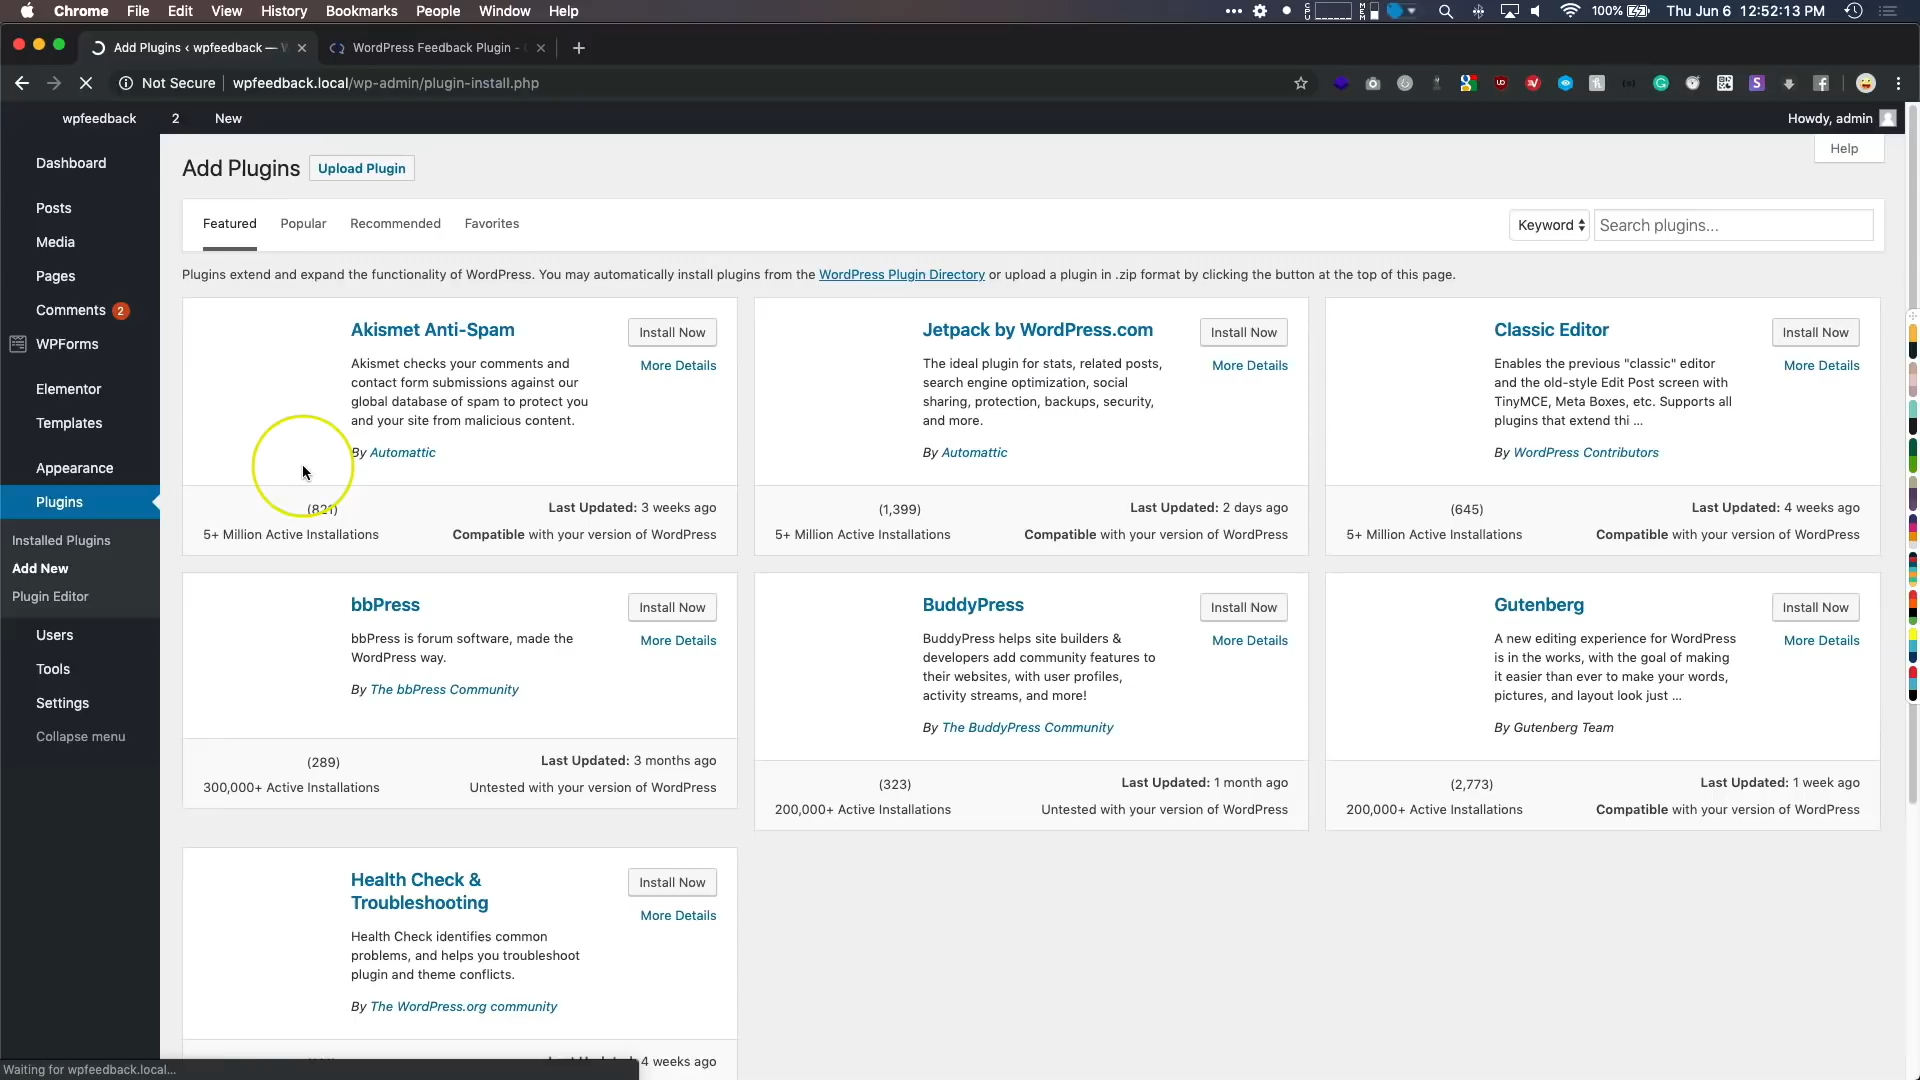 Chrome File Edit View History Bookmarks People Window Help 100% Thu Jun 6 12:52:13 PM
Add Plugins ‹ wpfeedback — W
WordPress Feedback Plugin -
Not Secure wpfeedback.local/wp-admin/plugin-install.php
wpfeedback 2 New Howdy, admin
Help
Dashboard
Posts
Media
Pages
Comments 2
WPForms
Elementor
Templates
Appearance
Plugins
Installed Plugins
Add New
Plugin Editor
Users
Tools
Settings
Collapse menu
Add Plugins Upload Plugin
Featured Popular Recommended Favorites Keyword Search plugins...
Plugins extend and expand the functionality of WordPress. You may automatically install plugins from the WordPress Plugin Directory or upload a plugin in .zip format by clicking the button at the top of this page.
Akismet Anti-Spam
Install Now
More Details
Akismet checks your comments and
contact form submissions against our
global database of spam to protect you
and your site from malicious content.
By Automattic
(821)
Last Updated: 3 weeks ago
5+ Million Active Installations
Compatible with your version of WordPress
Jetpack by WordPress.com
Install Now
More Details
The ideal plugin for stats, related posts,
search engine optimization, social
sharing, protection, backups, security,
and more.
By Automattic
(1,399)
Last Updated: 2 days ago
5+ Million Active Installations
Compatible with your version of WordPress
Classic Editor
Install Now
More Details
Enables the previous "classic" editor
and the old-style Edit Post screen with
TinyMCE, Meta Boxes, etc. Supports all
plugins that extend thi ...
By WordPress Contributors
(645)
Last Updated: 4 weeks ago
5+ Million Active Installations
Compatible with your version of WordPress
bbPress
Install Now
More Details
bbPress is forum software, made the
WordPress way.
By The bbPress Community
(289)
Last Updated: 3 months ago
300,000+ Active Installations
Untested with your version of WordPress
BuddyPress
Install Now
More Details
BuddyPress helps site builders &
developers add community features to
their websites, with user profiles,
activity streams, and more!
By The BuddyPress Community
(323)
Last Updated: 1 month ago
200,000+ Active Installations
Untested with your version of WordPress
Gutenberg
Install Now
More Details
A new editing experience for WordPress
is in the works, with the goal of making
it easier than ever to make your words,
pictures, and layout look just ...
By Gutenberg Team
(2,773)
Last Updated: 1 week ago
200,000+ Active Installations
Compatible with your version of WordPress
Health Check &
Troubleshooting
Install Now
More Details
Health Check identifies common
problems, and helps you troubleshoot
plugin and theme conflicts.
By The WordPress.org community
4 weeks ago
Waiting for wpfeedback.local...